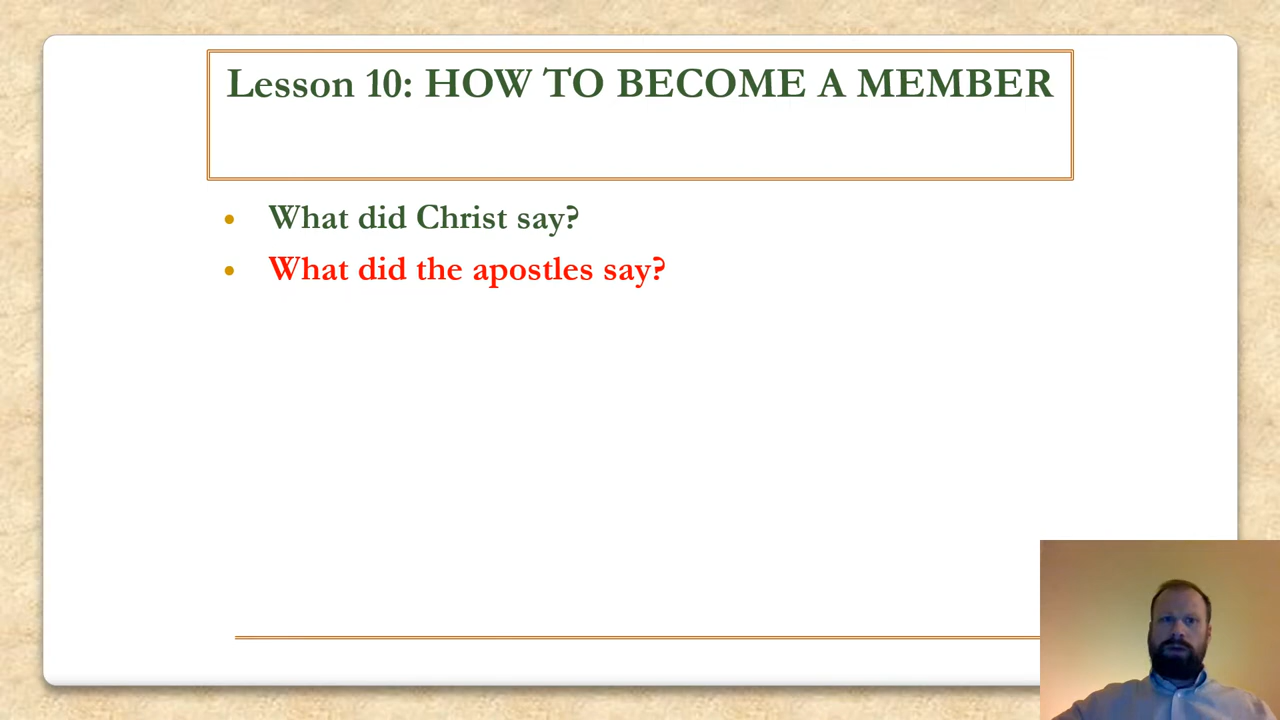 Lesson 10: HOW TO BECOME A MEMBER
• What did Christ say?
• What did the apostles say?